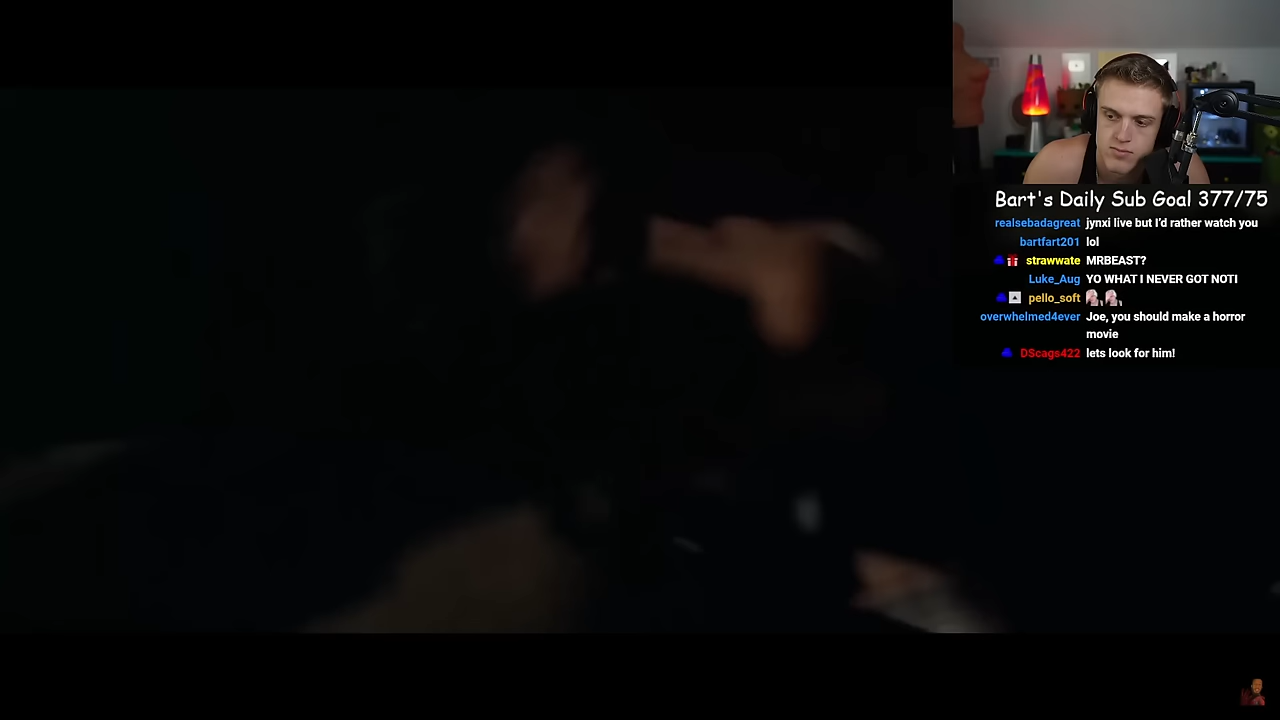 Bart's Daily Sub Goal 377/75
realsebadagreat jynxi live but I'd rather watch you
bartfart201 lol
strawwate MRBEAST?
Luke_Aug YO WHAT I NEVER GOT NOTI
pello_soft
overwhelmed4ever Joe, you should make a horror
movie
DScags422 lets look for him!